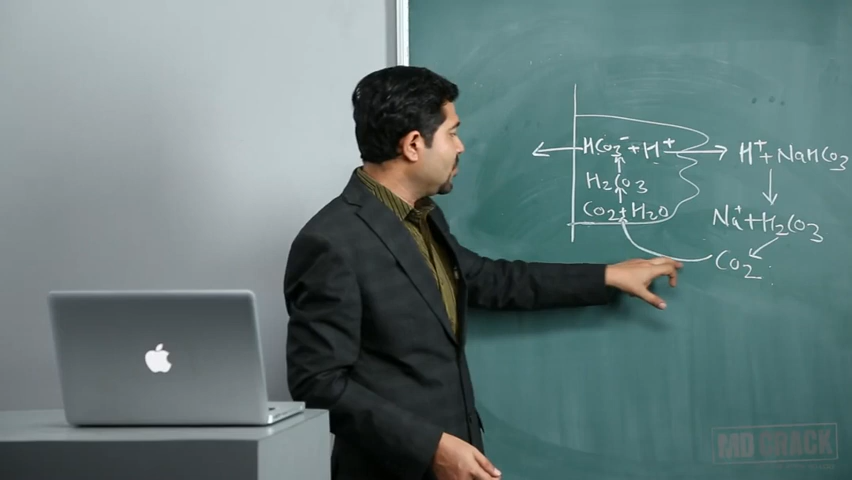 HCO3⁻ + H⁺ H⁺ + NaHCO3
H2CO3
CO2 + H2O Na⁺ + H2CO3
CO2
MD CRACK